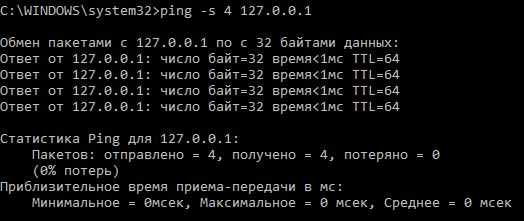 C:\WINDOWS\system32>ping -s 4 127.0.0.1
Обмен пакетами с 127.0.0.1 по с 32 байтами данных:
Ответ от 127.0.0.1: число байт=32 время<1мс TTL=64
Ответ от 127.0.0.1: число байт=32 время<1мс TTL=64
Ответ от 127.0.0.1: число байт=32 время<1мс TTL=64
Ответ от 127.0.0.1: число байт=32 время<1мс TTL=64
Статистика Ping для 127.0.0.1:
Пакетов: отправлено = 4, получено = 4, потеряно = 0
(0% потерь)
Приблизительное время приема-передачи в мс:
Минимальное = 0мсек, Максимальное = 0 мсек, Среднее = 0 мсек